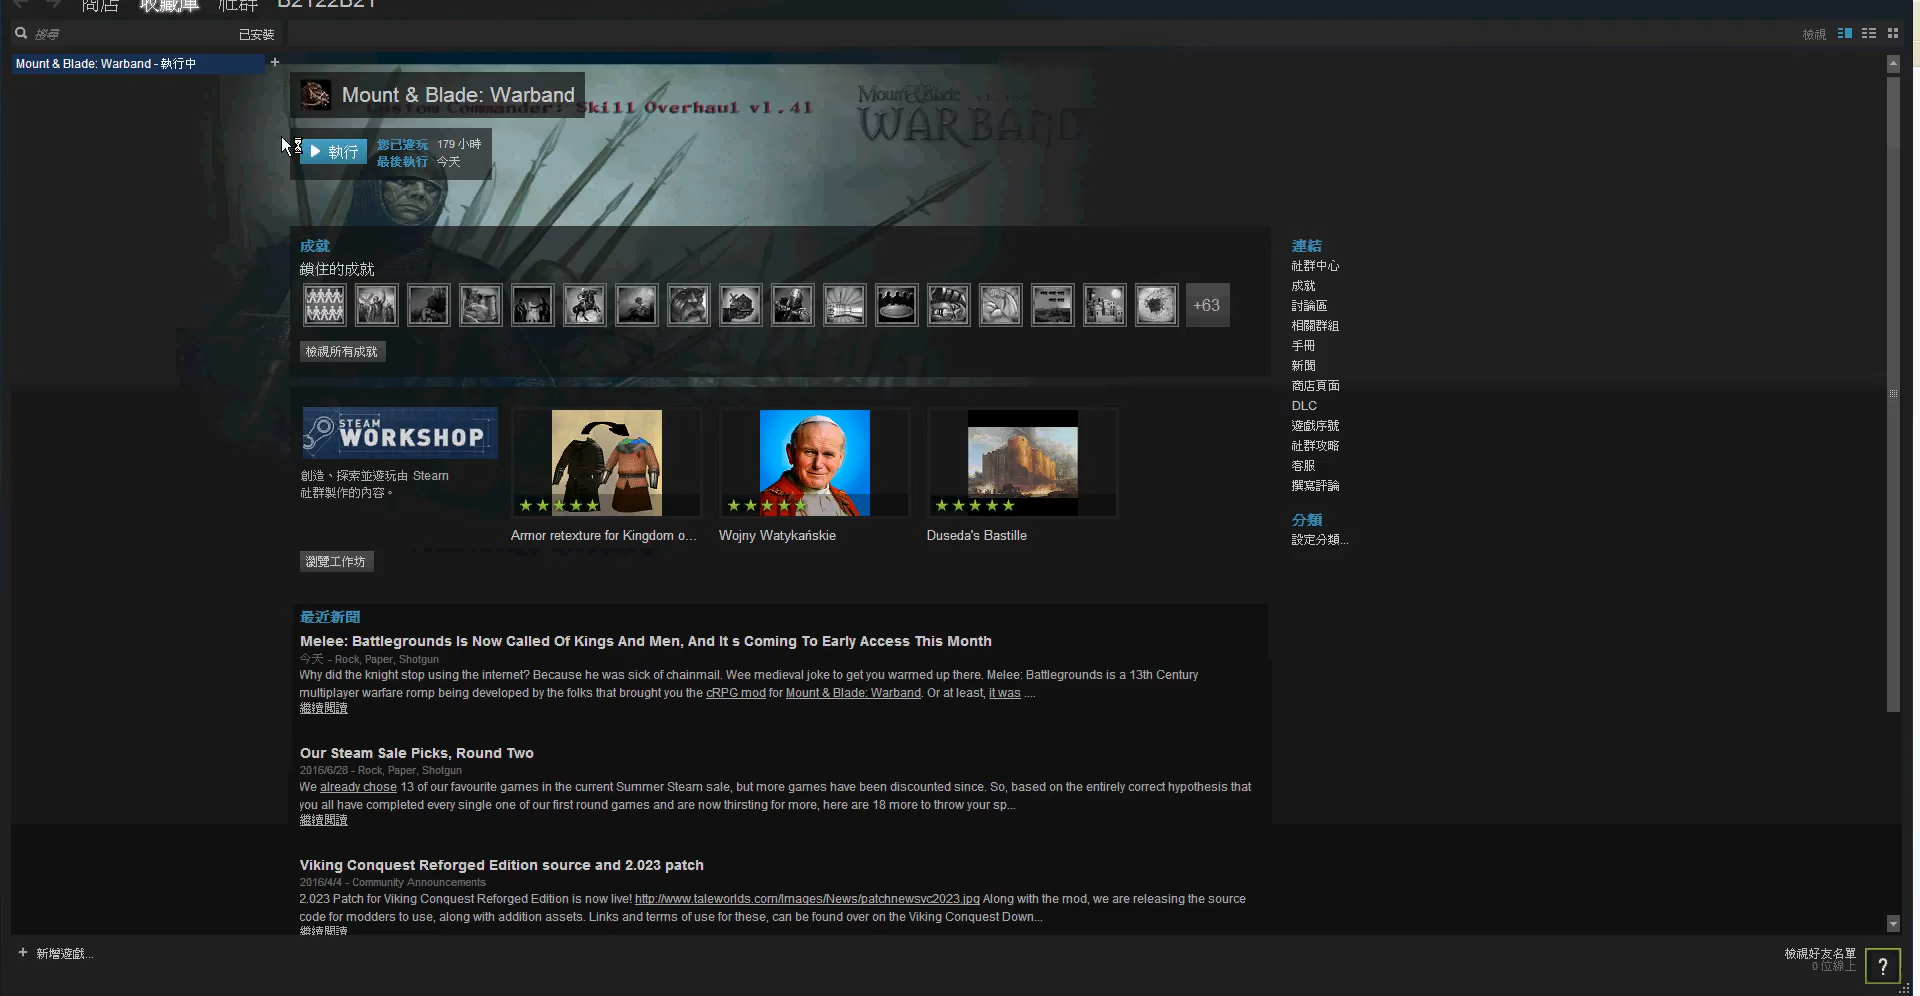 商店 收藏庫 社群 B2122B21
搜尋 已安裝 檢視
Mount & Blade: Warband - 執行中 +
Mount & Blade: Warband
Custom Commander: Skill Overhaul v1.41
Mount&Blade
WARBAND
執行 您已遊玩 179 小時
最後執行 今天
成就
鎖住的成就
+63
檢視所有成就
連結
社群中心
成就
討論區
相關群組
手冊
新聞
商店頁面
DLC
遊戲序號
社群攻略
客服
撰寫評論
分類
設定分類...
STEAM
WORKSHOP
創造、探索並遊玩由 Steam
社群製作的內容。
Armor retexture for Kingdom o...
Wojny Watykańskie
Duseda's Bastille
瀏覽工作坊
最近新聞
Melee: Battlegrounds Is Now Called Of Kings And Men, And It s Coming To Early Access This Month
今天 - Rock, Paper, Shotgun
Why did the knight stop using the internet? Because he was sick of chainmail. Wee medieval joke to get you warmed up there. Melee: Battlegrounds is a 13th Century
multiplayer warfare romp being developed by the folks that brought you the cRPG mod for Mount & Blade: Warband. Or at least, it was ....
繼續閱讀
Our Steam Sale Picks, Round Two
2016/6/28 - Rock, Paper, Shotgun
We already chose 13 of our favourite games in the current Summer Steam sale, but more games have been discounted since. So, based on the entirely correct hypothesis that
you all have completed every single one of our first round games and are now thirsting for more, here are 18 more to throw your sp...
繼續閱讀
Viking Conquest Reforged Edition source and 2.023 patch
2016/4/4 - Community Announcements
2.023 Patch for Viking Conquest Reforged Edition is now live! http://www.taleworlds.com/Images/News/patchnewsvc2023.jpg Along with the mod, we are releasing the source
code for modders to use, along with addition assets. Links and terms of use for these, can be found over on the Viking Conquest Down...
繼續閱讀
+ 新增遊戲...
檢視好友名單
0 位線上
?